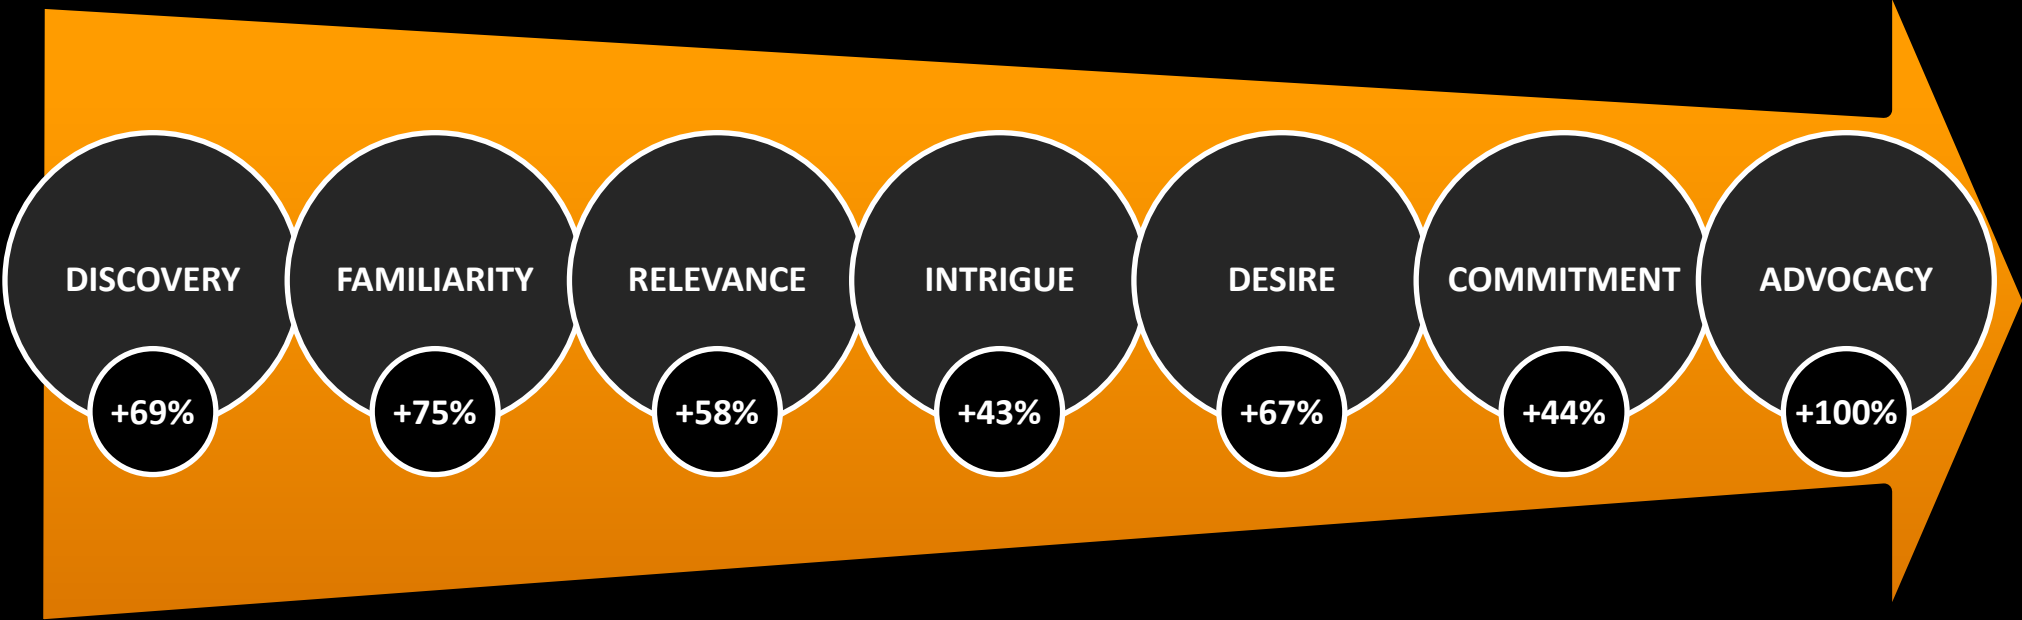 DISCOVERY
FAMILIARITY
RELEVANCE
INTRIGUE
DESIRE
COMMITMENT
ADVOCACY
+69%
+75%
+58%
+43%
+67%
+44%
+100%